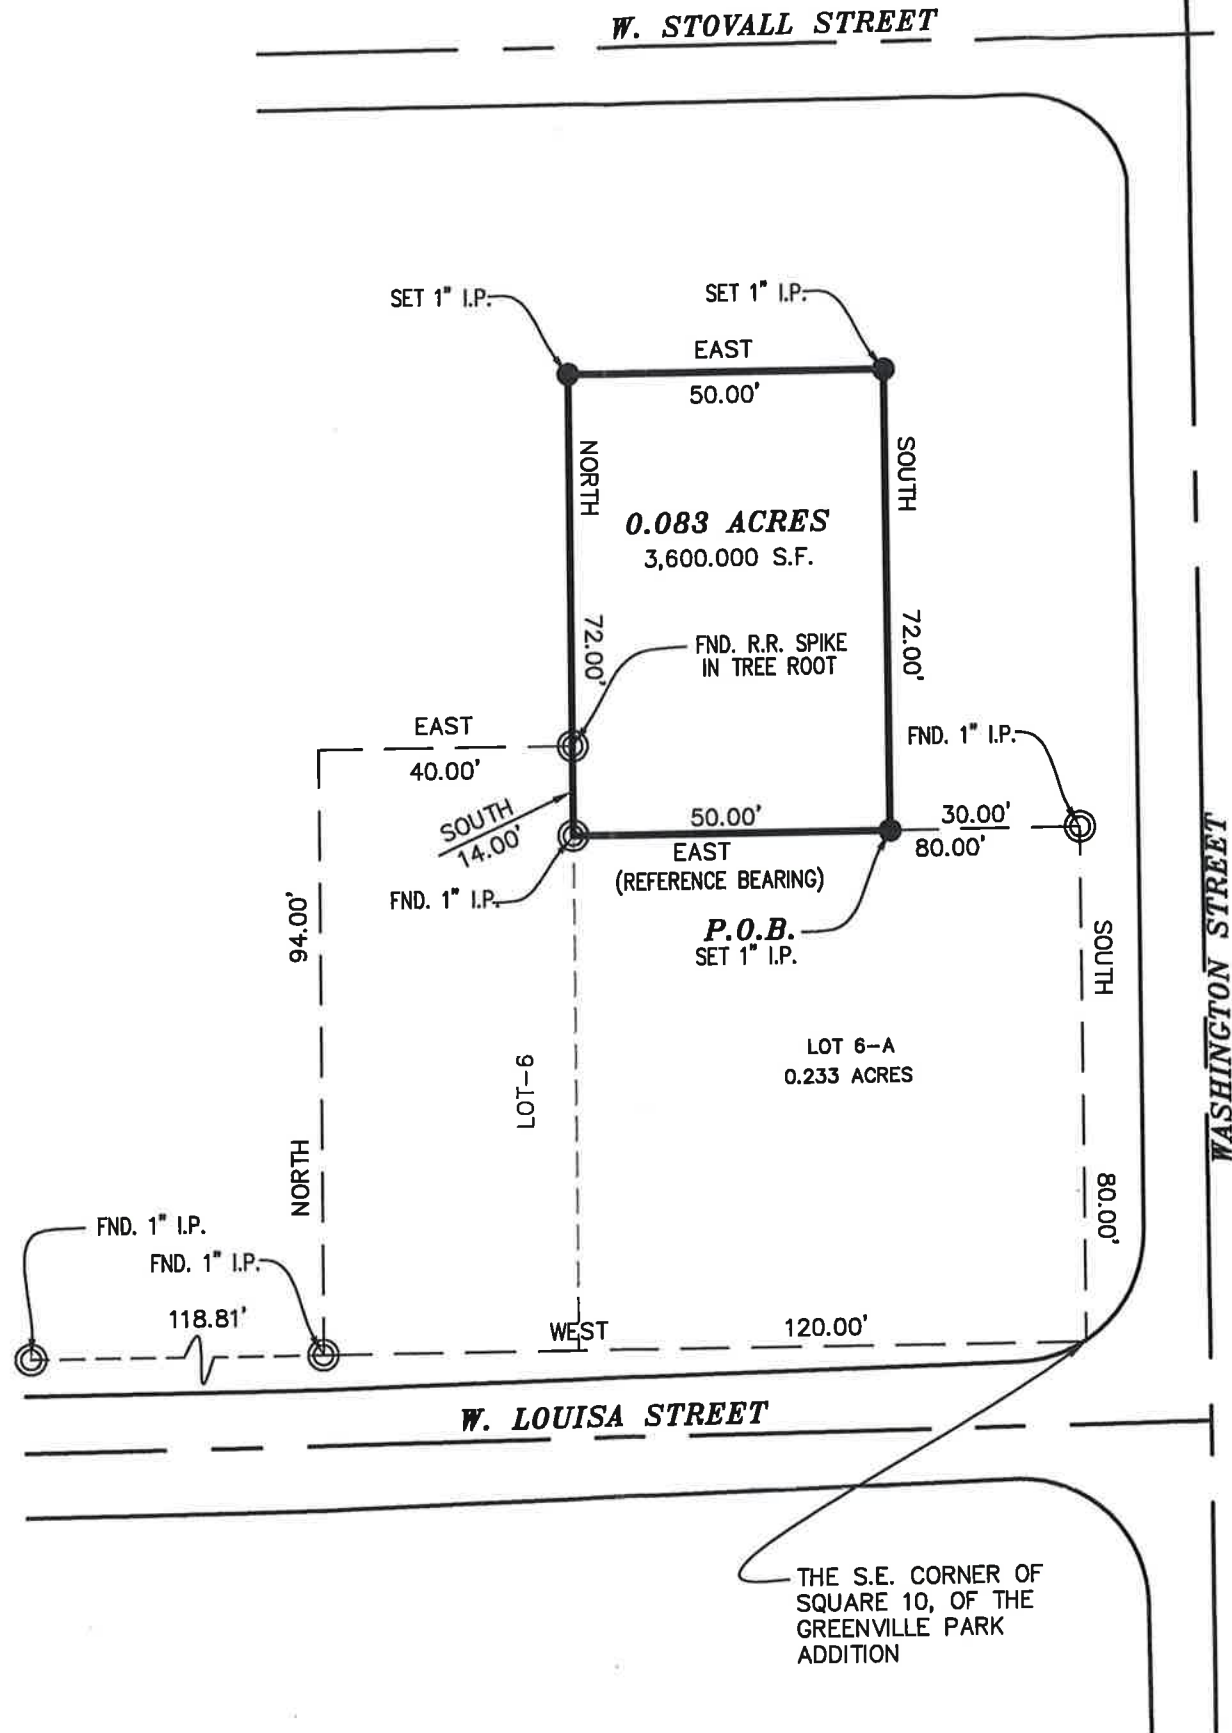 W. STOVALL STREET
SET 1" I.P.
SET 1" I.P.
EAST
50.00'
NORTH
SOUTH
0.083 ACRES
3,600.000 S.F.
72.00'
72.00'
FND. R.R. SPIKE
IN TREE ROOT
EAST
40.00'
FND. 1" I.P.
SOUTH
14.00'
50.00'
30.00'
EAST
80.00'
(REFERENCE BEARING)
FND. 1" I.P.
P.O.B.
SET 1" I.P.
94.00'
SOUTH
WASHINGTON STREET
LOT 6-A
0.233 ACRES
LOT-6
NORTH
80.00'
FND. 1" I.P.
FND. 1" I.P.
118.81'
WEST
120.00'
W. LOUISA STREET
THE S.E. CORNER OF
SQUARE 10, OF THE
GREENVILLE PARK
ADDITION